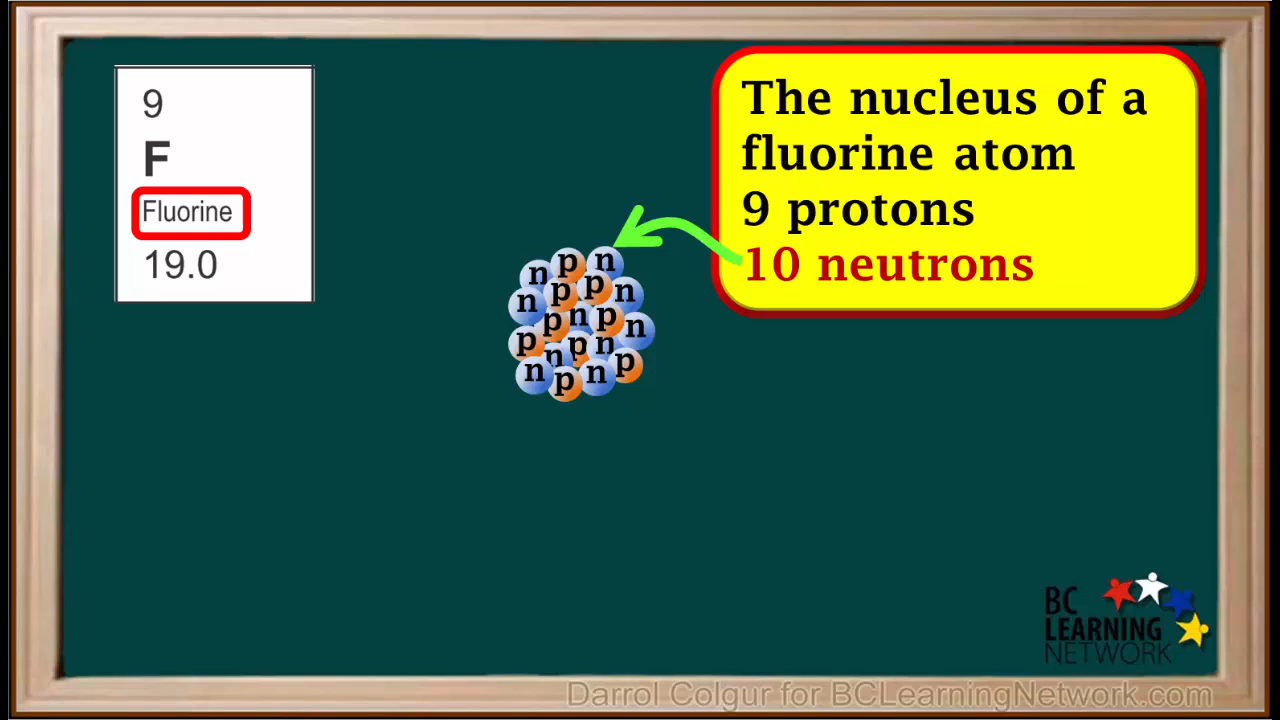 9
F
Fluorine
19.0
The nucleus of a
fluorine atom
9 protons
10 neutrons
n p n
n p p n
p n p n
p n p n p
n p n
BC
LEARNING
NETWORK
Darrol Colgur for BCLearningNetwork.com